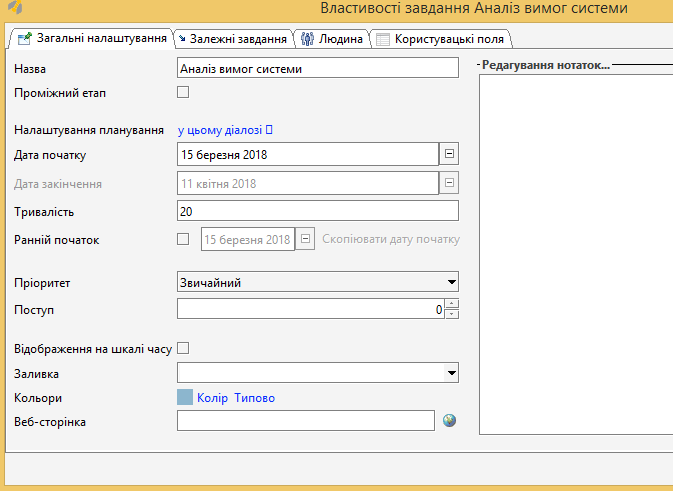 Властивості завдання Аналіз вимог системи
Загальні налаштування Залежні завдання Людина Користувацькі поля
Назва Аналіз вимог системи
Редагування нотаток...
Проміжний етап
Налаштування планування у цьому діалозі
Дата початку 15 березня 2018
Дата закінчення 11 квітня 2018
Тривалість 20
Ранній початок 15 березня 2018 Скопіювати дату початку
Пріоритет Звичайний
Поступ 0
Відображення на шкалі часу
Заливка
Кольори Колір Типово
Веб-сторінка